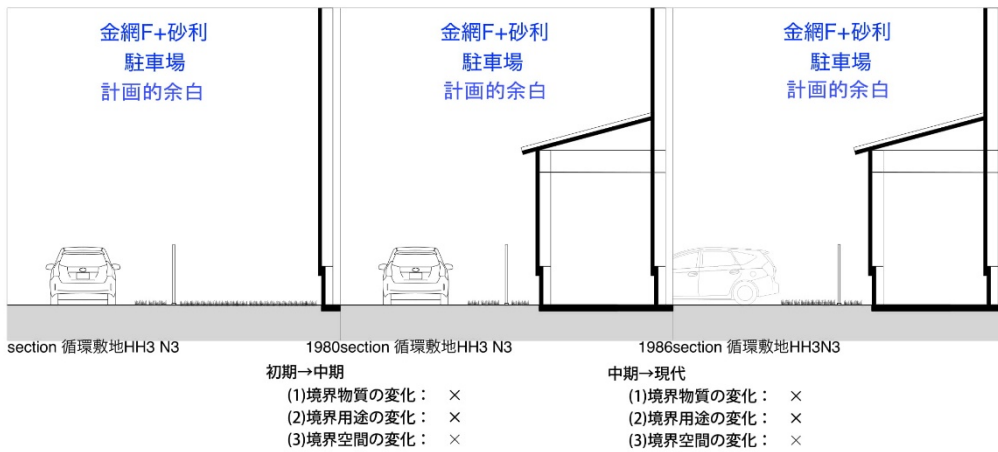 金網F+砂利
駐車場
計画的余白
金網F+砂利
駐車場
計画的余白
金網F+砂利
駐車場
計画的余白
section 循環敷地HH3 N3
1980section 循環敷地HH3 N3
1986section 循環敷地HH3N3
初期→中期
(1)境界物質の変化： ×
(2)境界用途の変化： ×
(3)境界空間の変化： ×
中期→現代
(1)境界物質の変化： ×
(2)境界用途の変化： ×
(3)境界空間の変化： ×